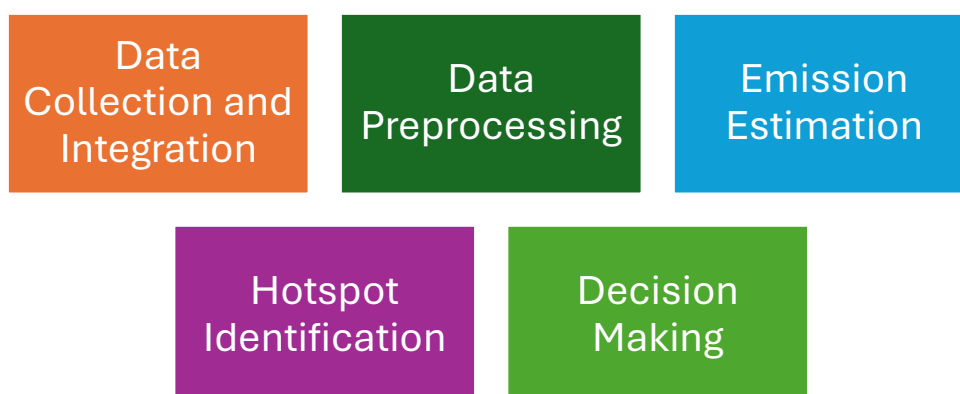 Data
Collection and
Integration
Data
Preprocessing
Emission
Estimation
Hotspot
Identification
Decision
Making